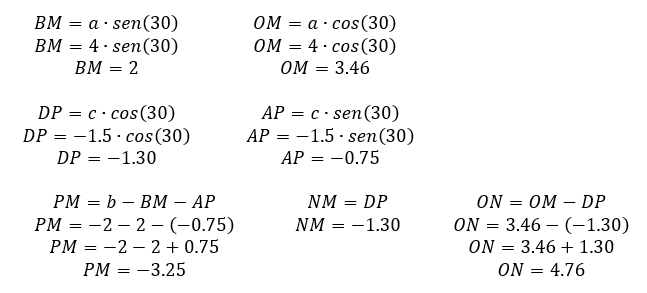 BM = a · sen(30)
BM = 4 · sen(30)
BM = 2
OM = a · cos(30)
OM = 4 · cos(30)
OM = 3.46
DP = c · cos(30)
DP = −1.5 · cos(30)
DP = −1.30
AP = c · sen(30)
AP = −1.5 · sen(30)
AP = −0.75
PM = b − BM − AP
PM = −2 − 2 − (−0.75)
PM = −2 − 2 + 0.75
PM = −3.25
NM = DP
NM = −1.30
ON = OM − DP
ON = 3.46 − (−1.30)
ON = 3.46 + 1.30
ON = 4.76